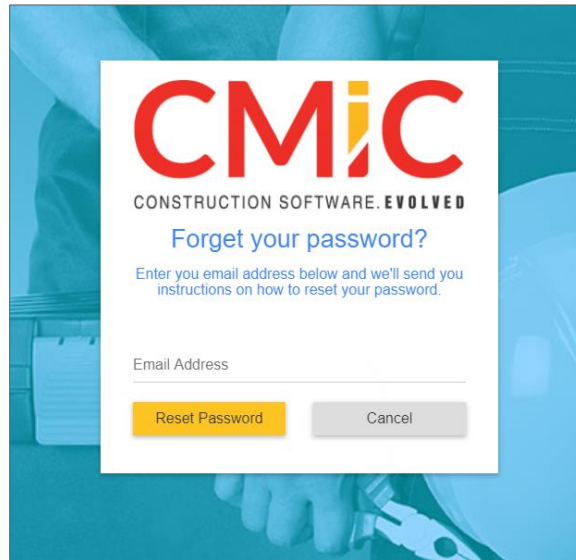 CMiC
CONSTRUCTION SOFTWARE. EVOLVED
Forget your password?
Enter you email address below and we'll send you
instructions on how to reset your password.
Email Address
Reset Password
Cancel